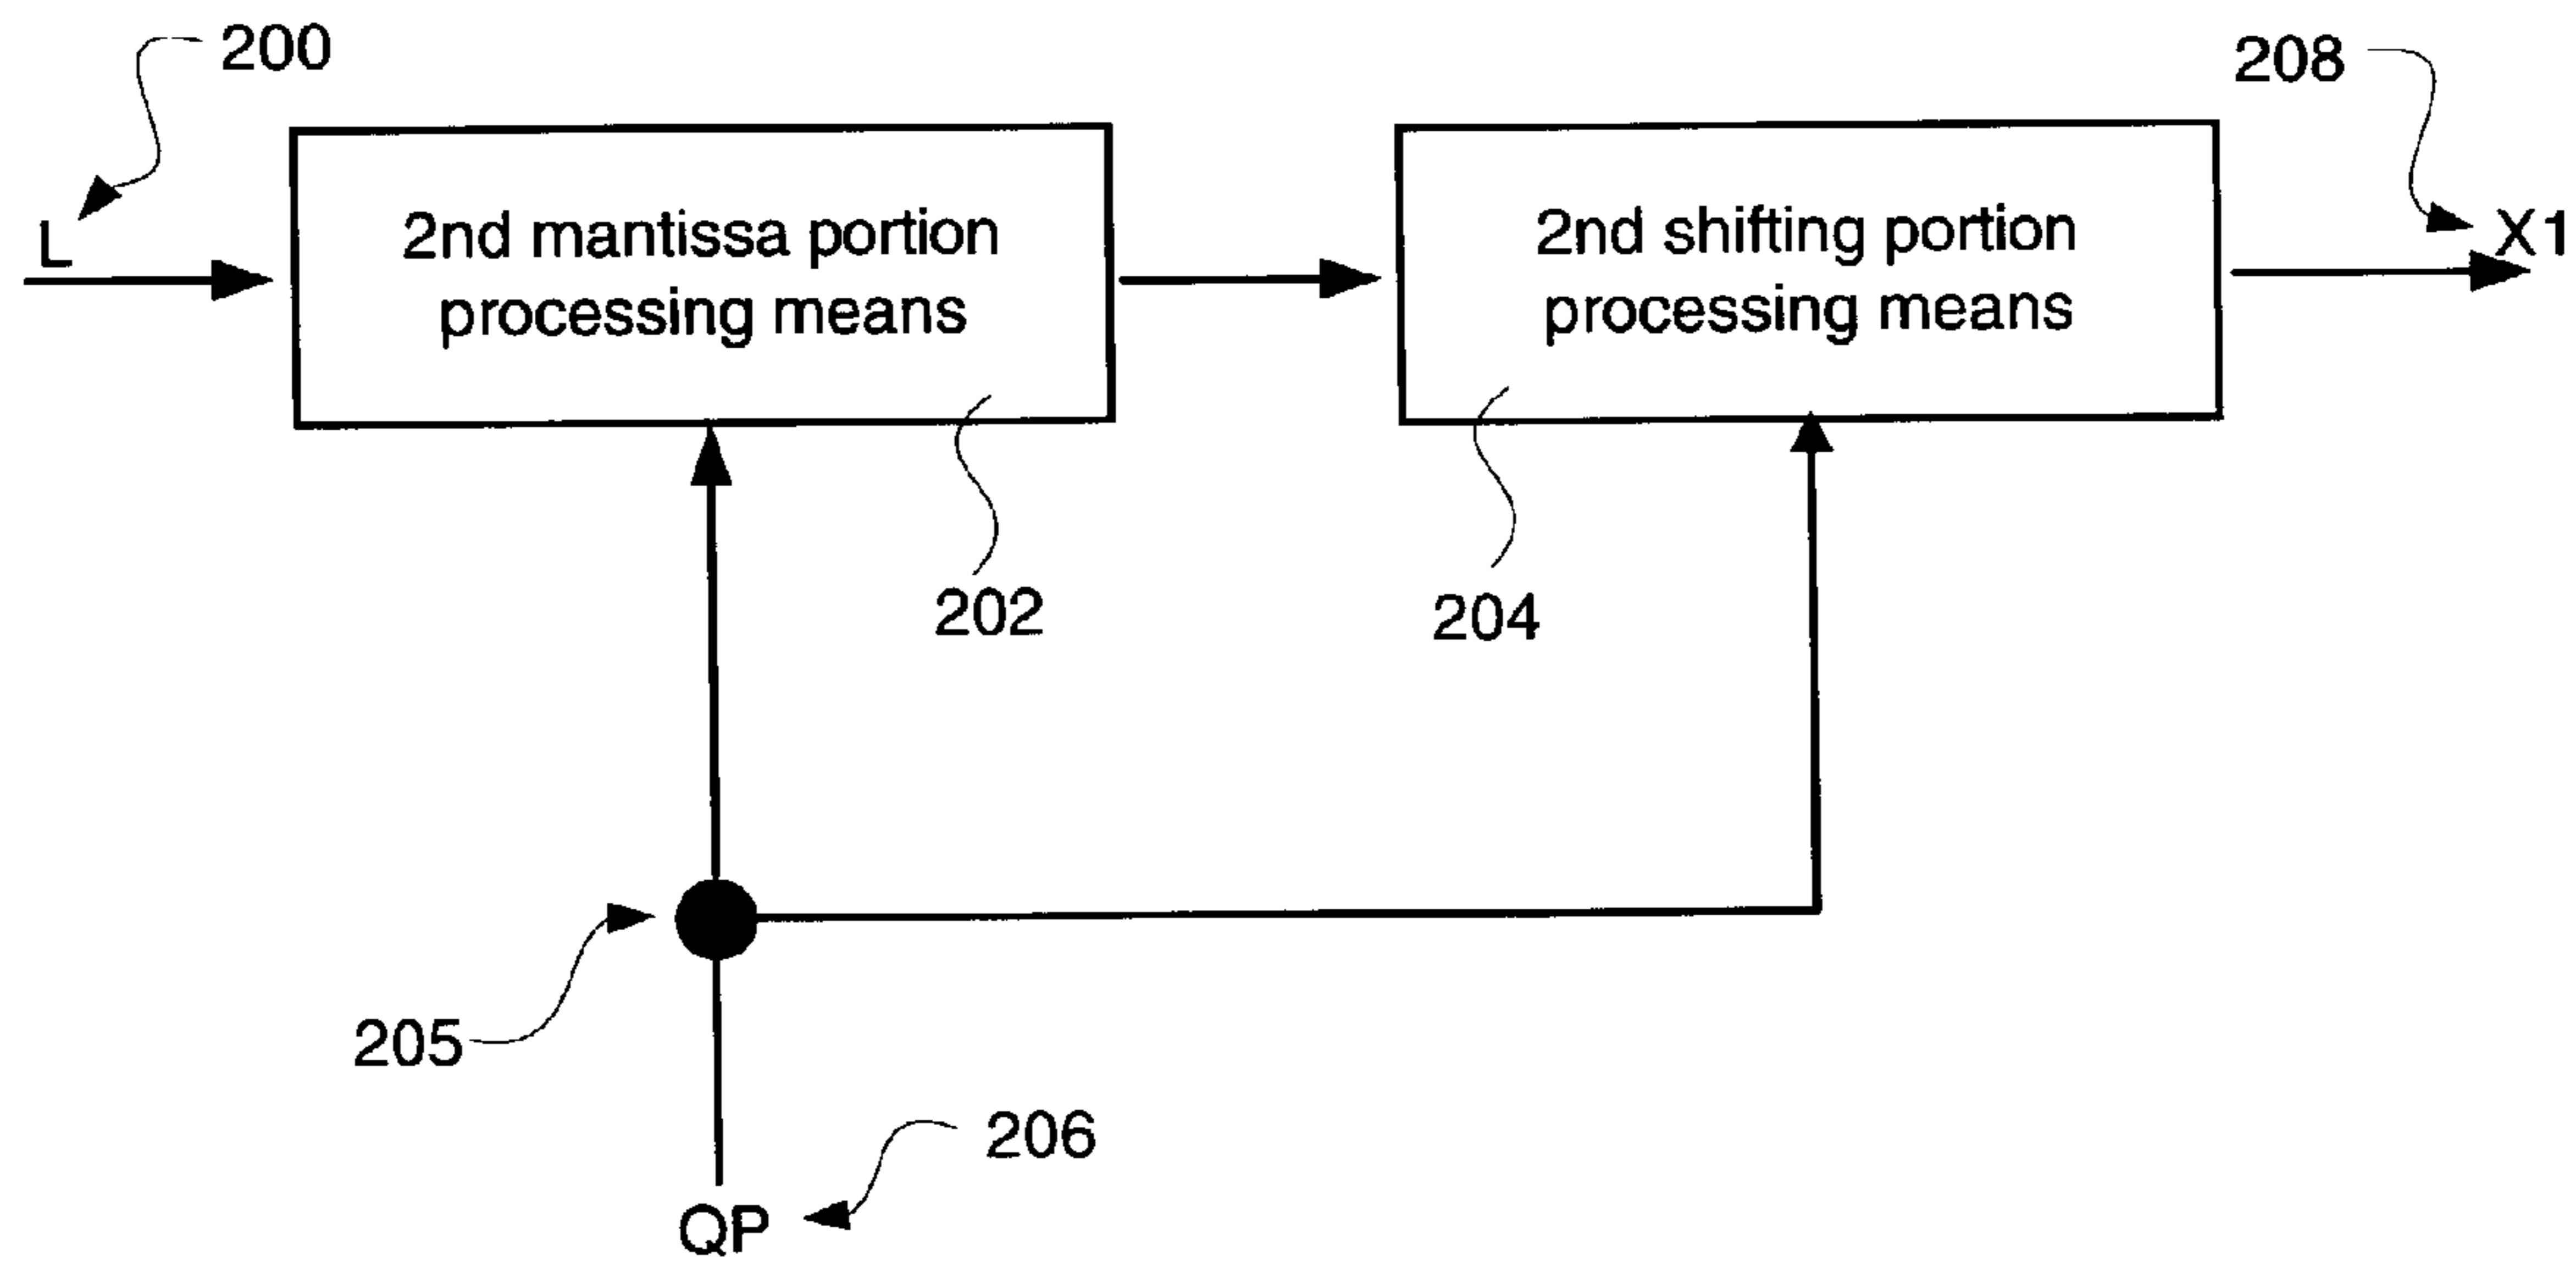 200
208
L
2nd mantissa portion
processing means
2nd shifting portion
processing means
X1
202
204
205
206
QP